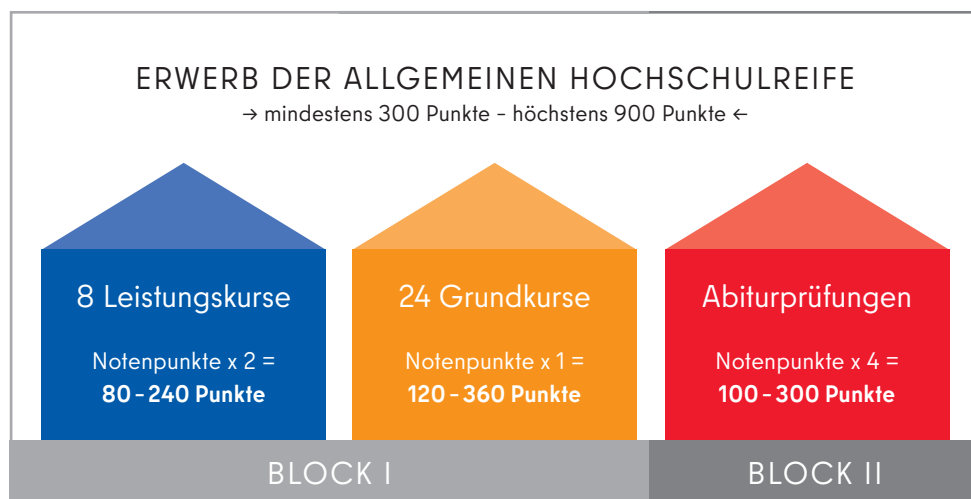 ERWERB DER ALLGEMEINEN HOCHSCHULREIFE
→ mindestens 300 Punkte – höchstens 900 Punkte ←
8 Leistungskurse
Notenpunkte x 2 =
80 – 240 Punkte
24 Grundkurse
Notenpunkte x 1 =
120 – 360 Punkte
Abiturprüfungen
Notenpunkte x 4 =
100 – 300 Punkte
BLOCK I
BLOCK II